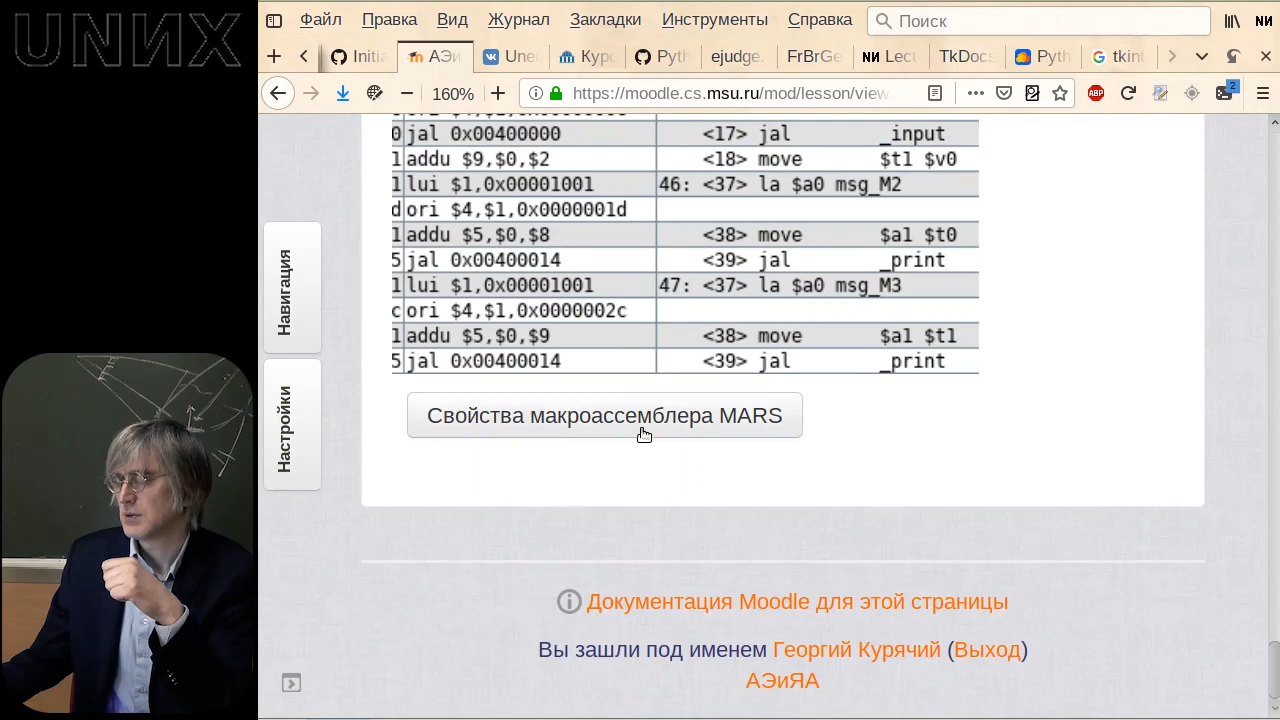 UNИX
Файл Правка Вид Журнал Закладки Инструменты Справка Поиск
Initia АЭи Une Курс Pyth ejudge. FrBrGe Lect TkDocs Pyth tkint
160% https://moodle.cs.msu.ru/mod/lesson/view 2
0 jal 0x00400000 <17> jal _input
1 addu $9,$0,$2 <18> move $t1 $v0
1 lui $1,0x00001001 46: <37> la $a0 msg_M2
d ori $4,$1,0x0000001d
1 addu $5,$0,$8 <38> move $a1 $t0
5 jal 0x00400014 <39> jal _print
1 lui $1,0x00001001 47: <37> la $a0 msg_M3
c ori $4,$1,0x0000002c
1 addu $5,$0,$9 <38> move $a1 $t1
5 jal 0x00400014 <39> jal _print
Навигация
Настройки
Свойства макроассемблера MARS
Документация Moodle для этой страницы
Вы зашли под именем Георгий Курячий (Выход)
АЭиЯА